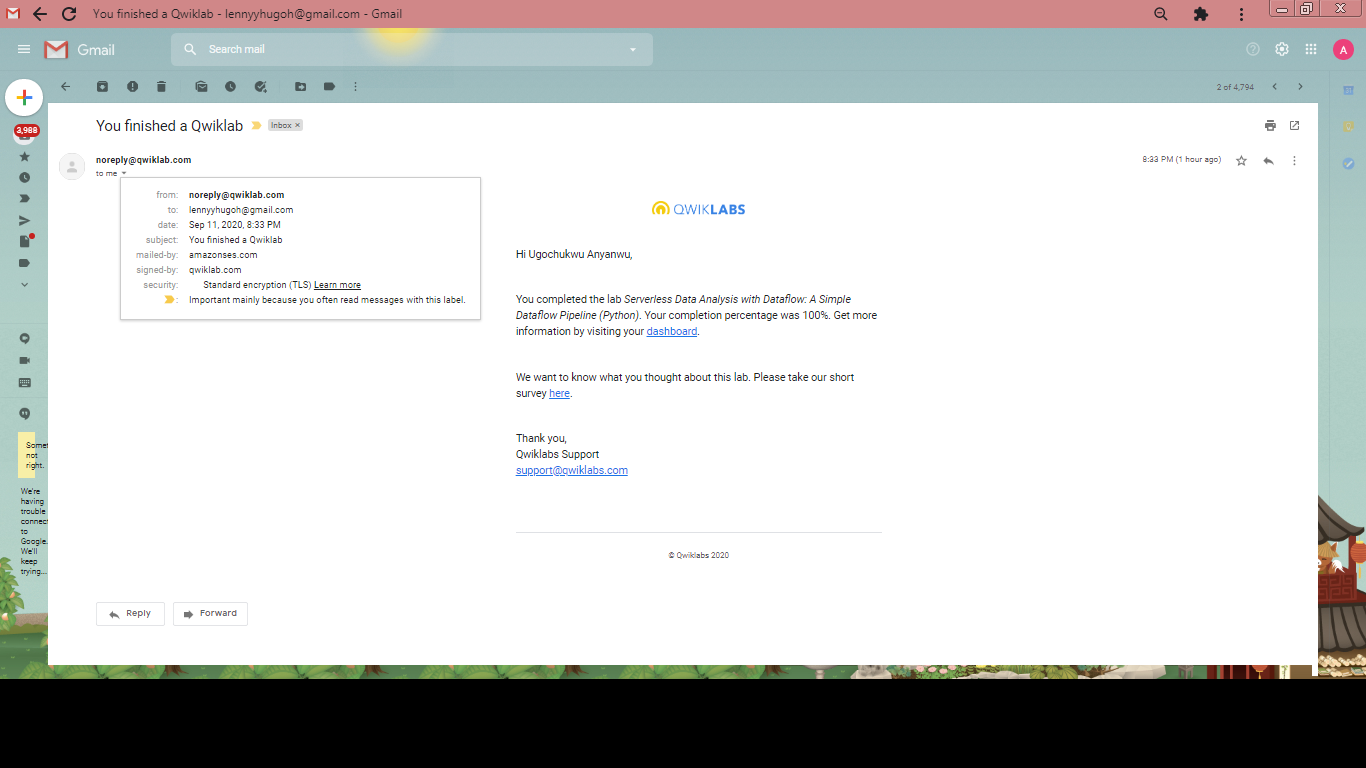 You finished a Qwiklab - lennyyhugoh@gmail.com - Gmail
Gmail
Search mail
A
2 of 4,794
3,988
You finished a Qwiklab
Inbox ×
noreply@qwiklab.com
8:33 PM (1 hour ago)
to me
from: noreply@qwiklab.com
to: lennyyhugoh@gmail.com
date: Sep 11, 2020, 8:33 PM
subject: You finished a Qwiklab
mailed-by: amazonses.com
signed-by: qwiklab.com
security: Standard encryption (TLS) Learn more
: Important mainly because you often read messages with this label.
QWIKLABS
Hi Ugochukwu Anyanwu,
You completed the lab Serverless Data Analysis with Dataflow: A Simple
Dataflow Pipeline (Python). Your completion percentage was 100%. Get more
information by visiting your dashboard.
We want to know what you thought about this lab. Please take our short
survey here.
Thank you,
Qwiklabs Support
support@qwiklabs.com
© Qwiklabs 2020
Reply
Forward
Somet
not
right.
We're
having
trouble
connect
to
Google.
We'll
keep
trying...